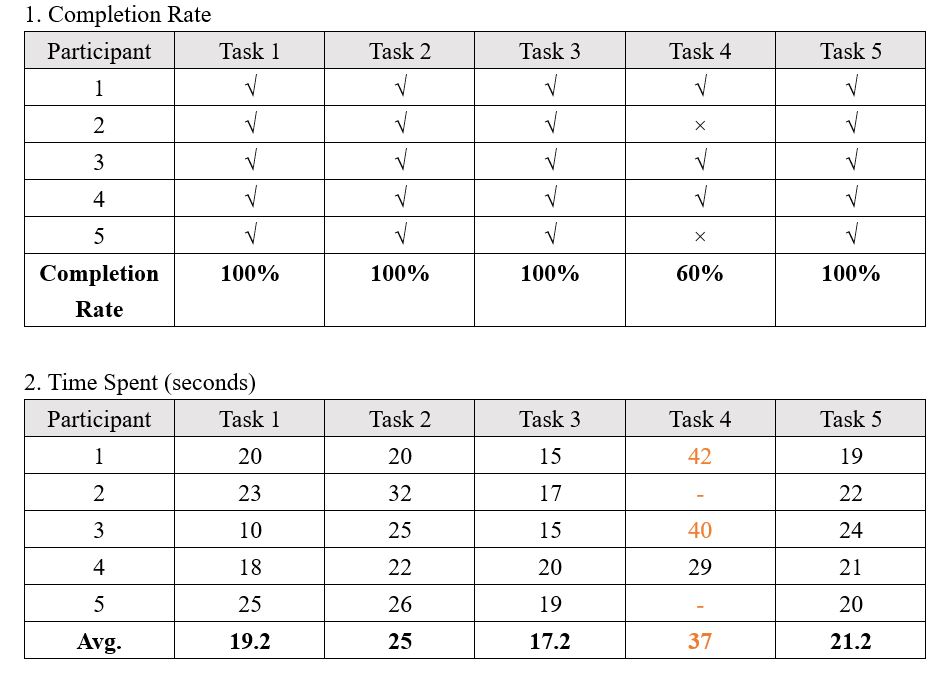 1. Completion Rate
Participant Task 1 Task 2 Task 3 Task 4 Task 5
1 √ √ √ √ √
2 √ √ √ × √
3 √ √ √ √ √
4 √ √ √ √ √
5 √ √ √ × √
Completion 100% 100% 100% 60% 100%
Rate
2. Time Spent (seconds)
Participant Task 1 Task 2 Task 3 Task 4 Task 5
1 20 20 15 42 19
2 23 32 17 - 22
3 10 25 15 40 24
4 18 22 20 29 21
5 25 26 19 - 20
Avg. 19.2 25 17.2 37 21.2